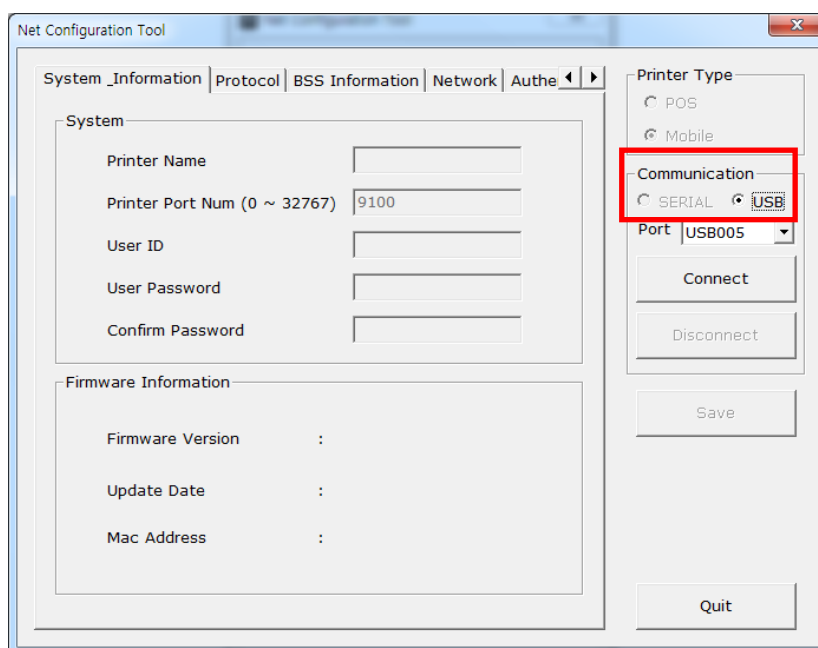 Net Configuration Tool
System _Information
Protocol
BSS Information
Network
Authe
System
Printer Name
Printer Port Num (0 ~ 32767)
9100
User ID
User Password
Confirm Password
Firmware Information
Firmware Version :
Update Date :
Mac Address :
Printer Type
POS
Mobile
Communication
SERIAL USB
Port USB005
Connect
Disconnect
Save
Quit